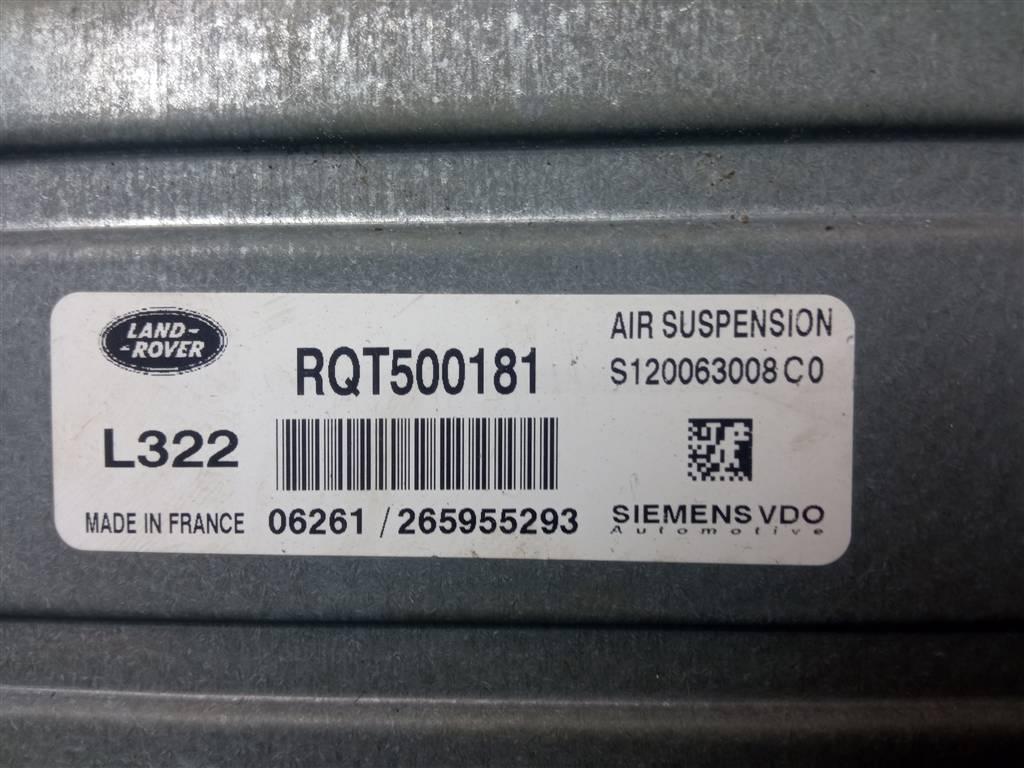 LAND-
-ROVER
RQT500181
AIR SUSPENSION
S120063008 C0
L322
MADE IN FRANCE
06261 / 265955293
SIEMENS VDO
Automotive